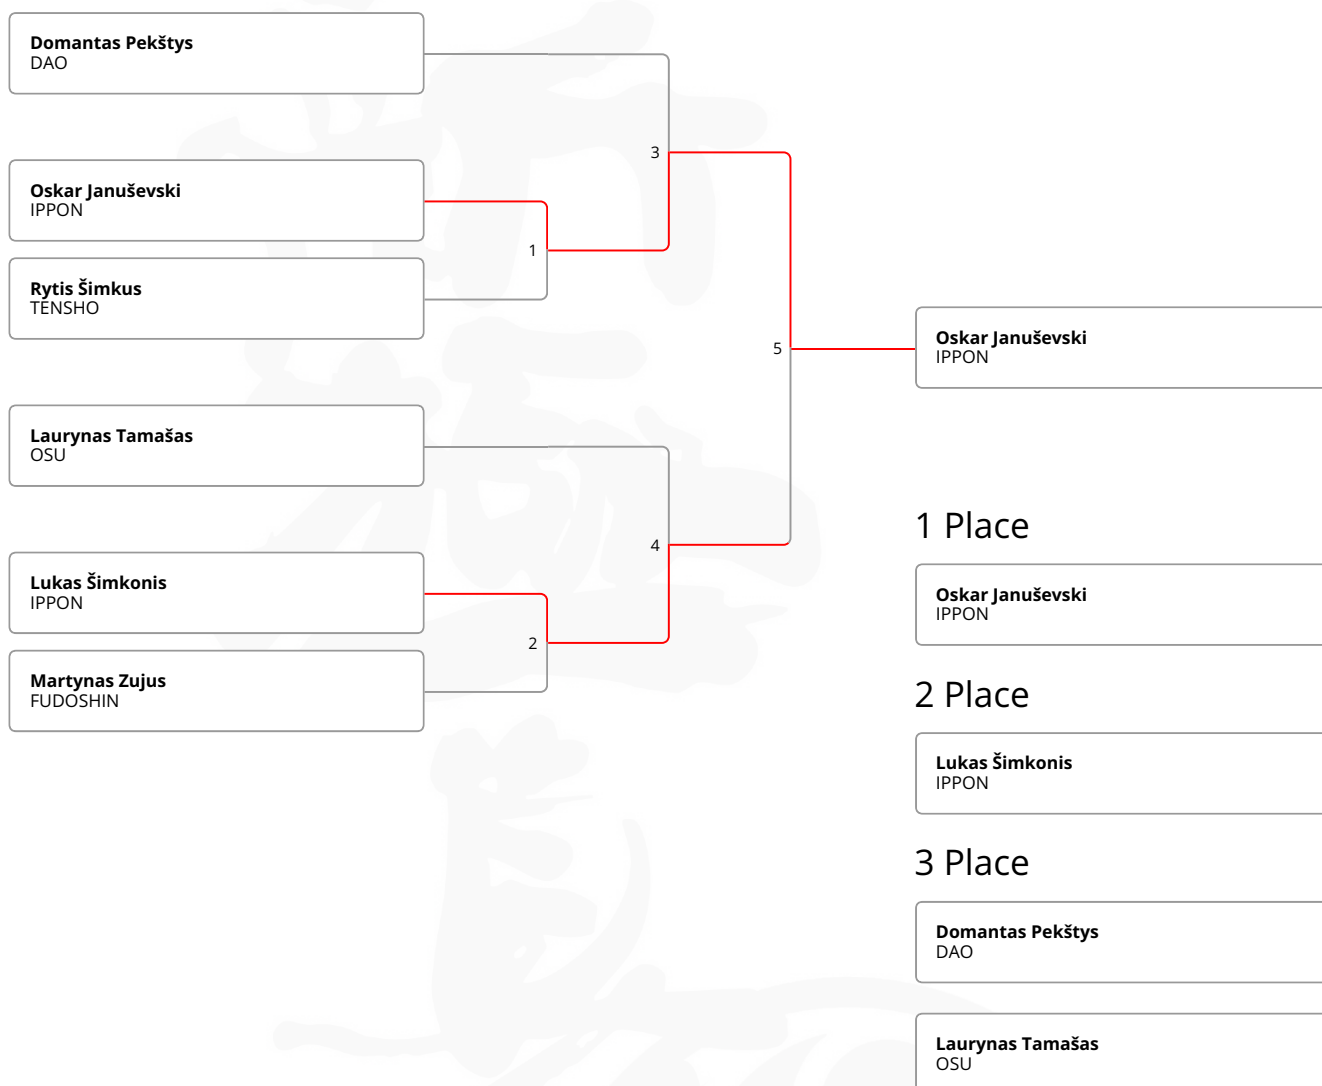 Domantas Pekštys
DAO
3
Oskar Januševski
IPPON
1
Rytis Šimkus
TENSHO
5
Oskar Januševski
IPPON
Laurynas Tamašas
OSU
4
Lukas Šimkonis
IPPON
2
Martynas Zujus
FUDOSHIN
1 Place
Oskar Januševski
IPPON
2 Place
Lukas Šimkonis
IPPON
3 Place
Domantas Pekštys
DAO
Laurynas Tamašas
OSU